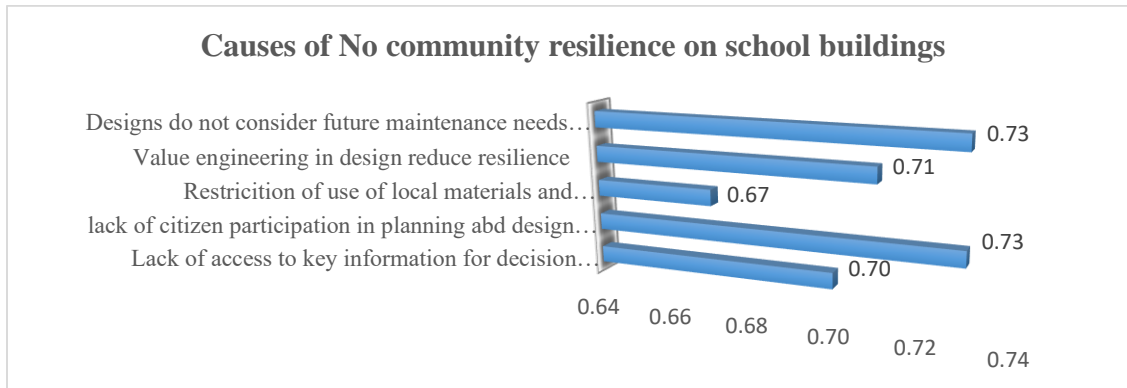 Causes of No community resilience on school buildings
Designs do not consider future maintenance needs… 0.73
Value engineering in design reduce resilience 0.71
Restricition of use of local materials and… 0.67
lack of citizen participation in planning abd design… 0.73
Lack of access to key information for decision… 0.70
0.64 0.66 0.68 0.70 0.72 0.74